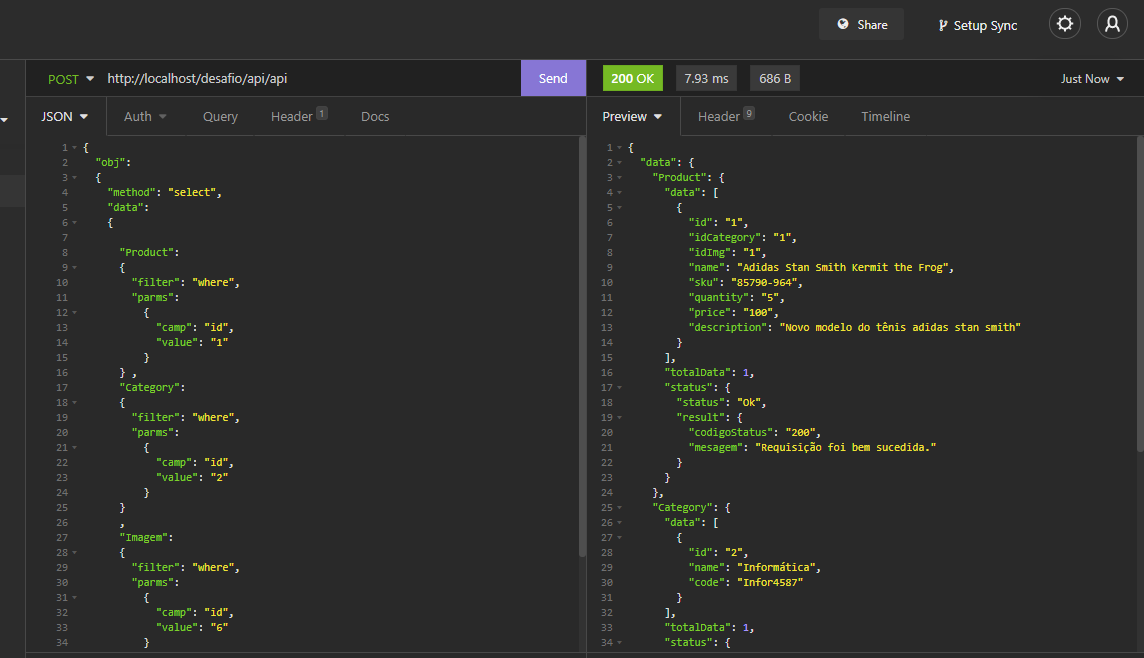 Share
Setup Sync
POST http://localhost/desafio/api/api Send
200 OK 7.93 ms 686 B Just Now
JSON Auth Query Header 1 Docs
Preview Header 9 Cookie Timeline
1 {
2 "obj":
3 {
4 "method": "select",
5 "data":
6 {
7
8 "Product":
9 {
10 "filter": "where",
11 "parms":
12 {
13 "camp": "id",
14 "value": "1"
15 }
16 } ,
17 "Category":
18 {
19 "filter": "where",
20 "parms":
21 {
22 "camp": "id",
23 "value": "2"
24 }
25 }
26 ,
27 "Imagem":
28 {
29 "filter": "where",
30 "parms":
31 {
32 "camp": "id",
33 "value": "6"
34 }
1 {
2 "data": {
3 "Product": {
4 "data": [
5 {
6 "id": "1",
7 "idCategory": "1",
8 "idImg": "1",
9 "name": "Adidas Stan Smith Kermit the Frog",
10 "sku": "85790-964",
11 "quantity": "5",
12 "price": "100",
13 "description": "Novo modelo do tênis adidas stan smith"
14 }
15 ],
16 "totalData": 1,
17 "status": {
18 "status": "Ok",
19 "result": {
20 "codigoStatus": "200",
21 "mesagem": "Requisição foi bem sucedida."
22 }
23 }
24 },
25 "Category": {
26 "data": [
27 {
28 "id": "2",
29 "name": "Informática",
30 "code": "Infor4587"
31 }
32 ],
33 "totalData": 1,
34 "status": {